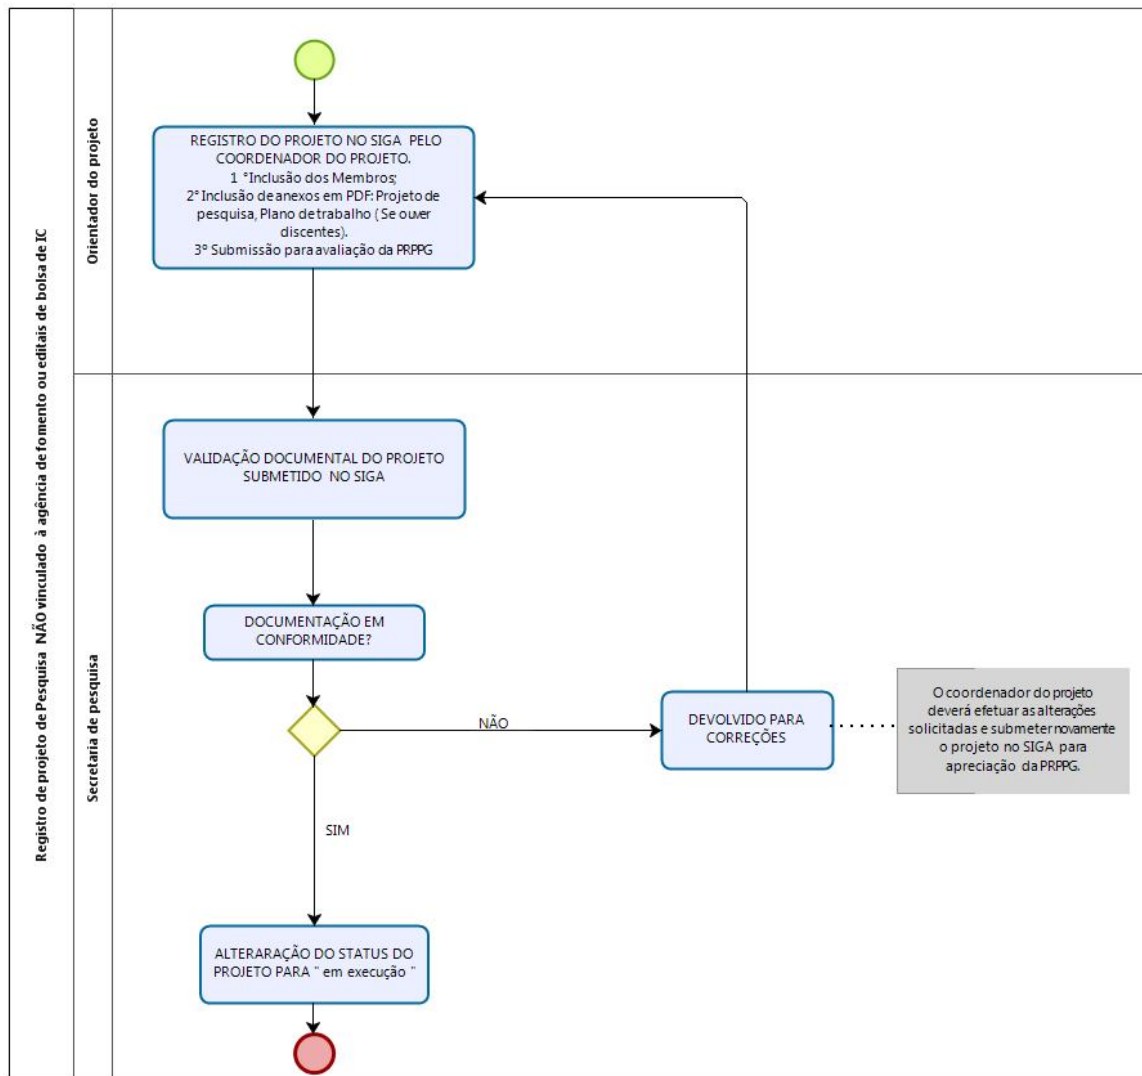 Registro de projeto de Pesquisa NÃO vinculado à agência de fomento ou editais de bolsa de IC
Orientador do projeto
REGISTRO DO PROJETO NO SIGA PELO
COORDENADOR DO PROJETO.
1 °Inclusão dos Membros;
2° Inclusão de anexos em PDF: Projeto de
pesquisa, Plano de trabalho ( Se ouver
discentes).
3º Submissão para avaliação da PRPPG
Secretaria de pesquisa
VALIDAÇÃO DOCUMENTAL DO PROJETO
SUBMETIDO NO SIGA
DOCUMENTAÇÃO EM
CONFORMIDADE?
NÃO
DEVOLVIDO PARA
CORREÇÕES
O coordenador do projeto
deverá efetuar as alterações
solicitadas e submeter novamente
o projeto no SIGA para
apreciação da PRPPG.
SIM
ALTERARAÇÃO DO STATUS DO
PROJETO PARA " em execução "